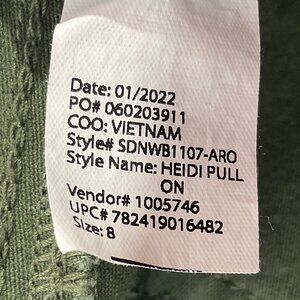 Date: 01/2022
PO# 060203911
COO: VIETNAM
Style# SDNWB1107-ARO
Style Name: HEIDI PULL
ON
Vendor# 1005746
UPC# 782419016482
Size: 8